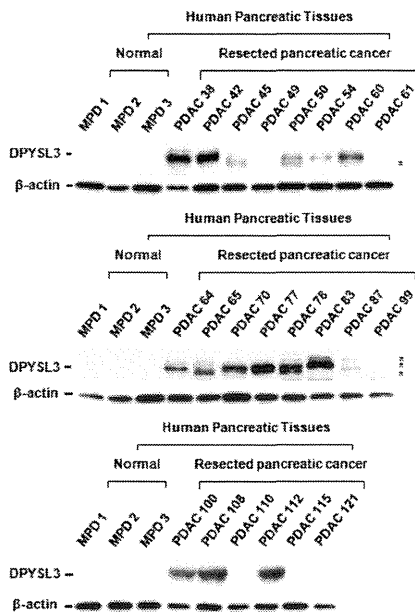 Human Pancreatic Tissues
Normal Resected pancreatic cancer
MPD 1 MPD 2 MPD 3 PDAC 38 PDAC 42 PDAC 45 PDAC 49 PDAC 50 PDAC 54 PDAC 60 PDAC 61
DPYSL3 - *
β-actin -
Human Pancreatic Tissues
Normal Resected pancreatic cancer
MPD 1 MPD 2 MPD 3 PDAC 64 PDAC 65 PDAC 70 PDAC 77 PDAC 78 PDAC 83 PDAC 87 PDAC 99
DPYSL3 -
β-actin -
Human Pancreatic Tissues
Normal Resected pancreatic cancer
MPD 1 MPD 2 MPD 3 PDAC 100 PDAC 108 PDAC 110 PDAC 112 PDAC 115 PDAC 121
DPYSL3 -
β-actin -